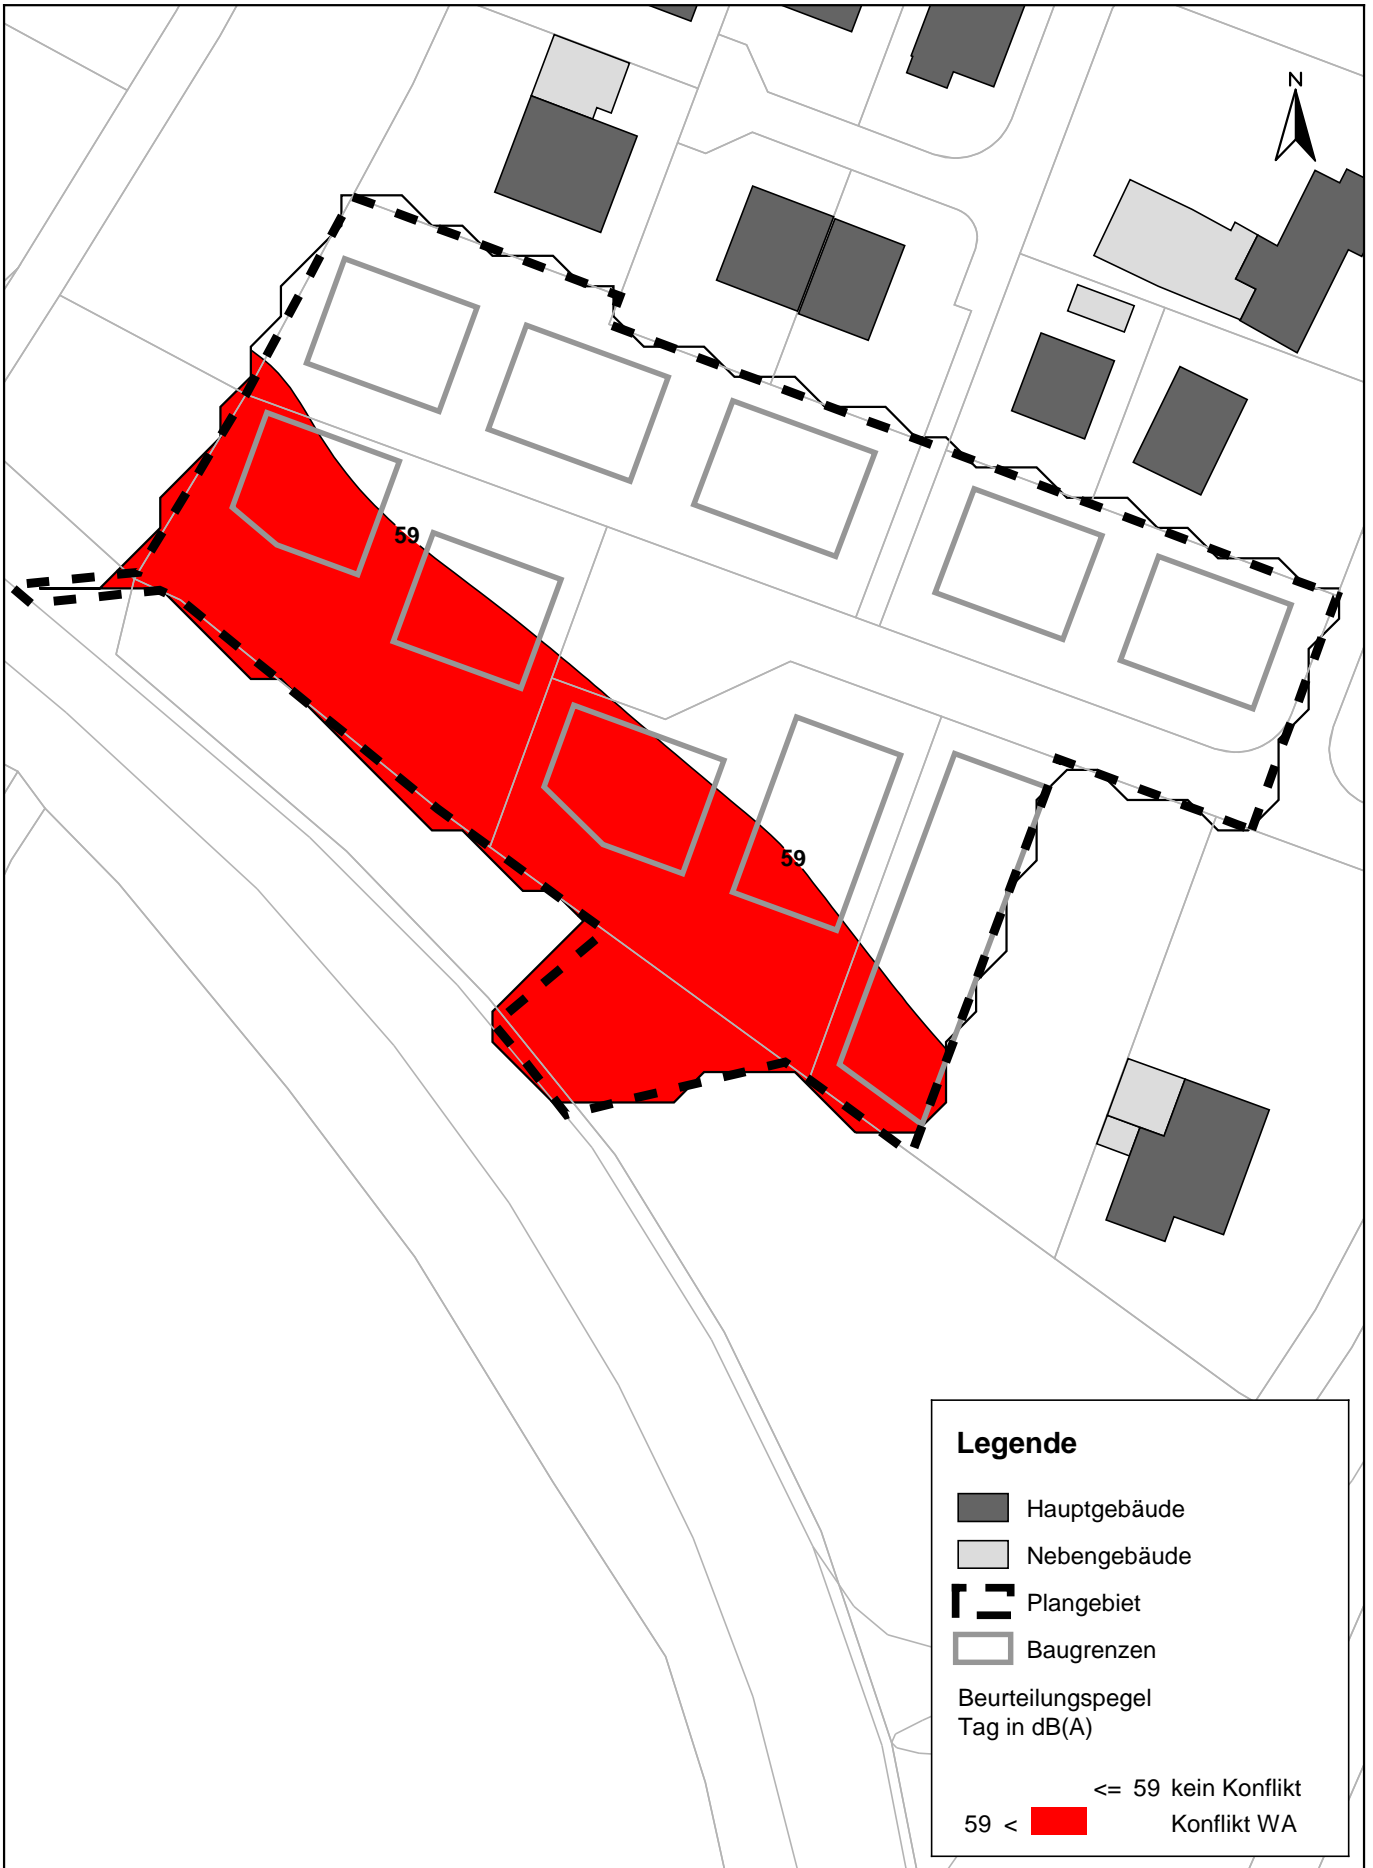 N
59
59
Legende
Hauptgebäude
Nebengebäude
Plangebiet
Baugrenzen
Beurteilungspegel
Tag in dB(A)
<= 59 kein Konflikt
59 < Konflikt WA